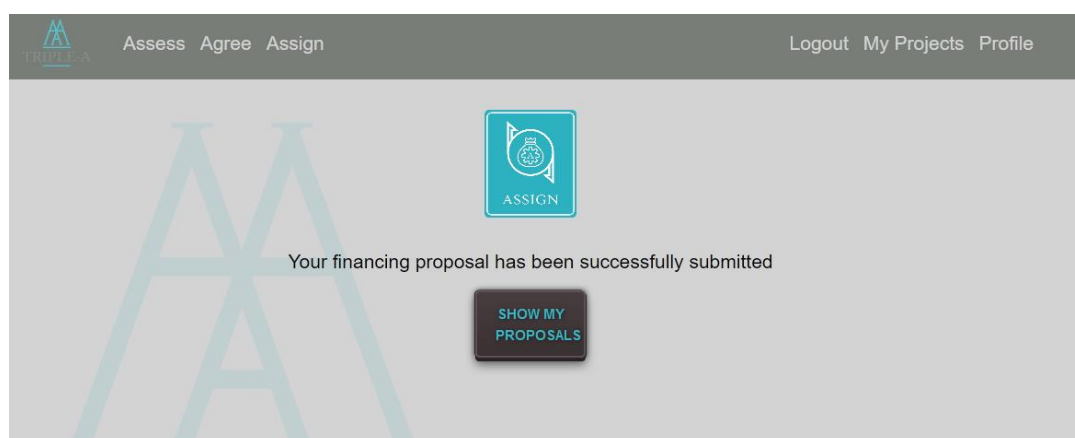 TRIPLE-A
Assess Agree Assign
Logout My Projects Profile
ASSIGN
Your financing proposal has been successfully submitted
SHOW MY
PROPOSALS